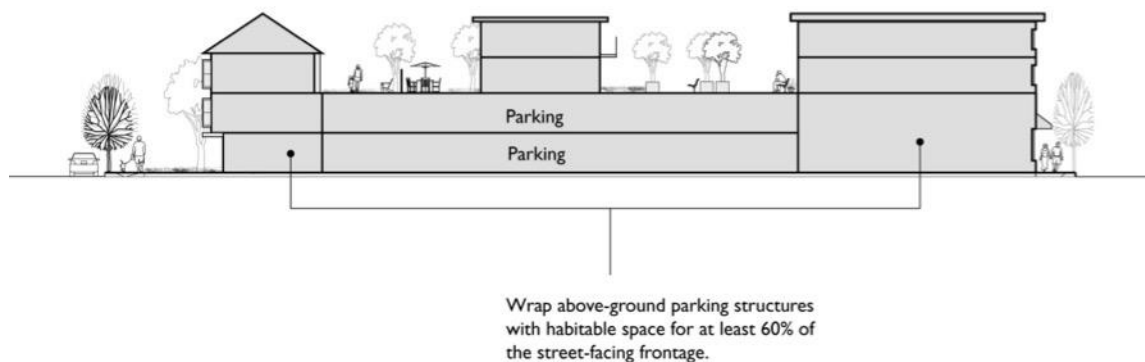 Parking
Parking
Wrap above-ground parking structures
with habitable space for at least 60% of
the street-facing frontage.